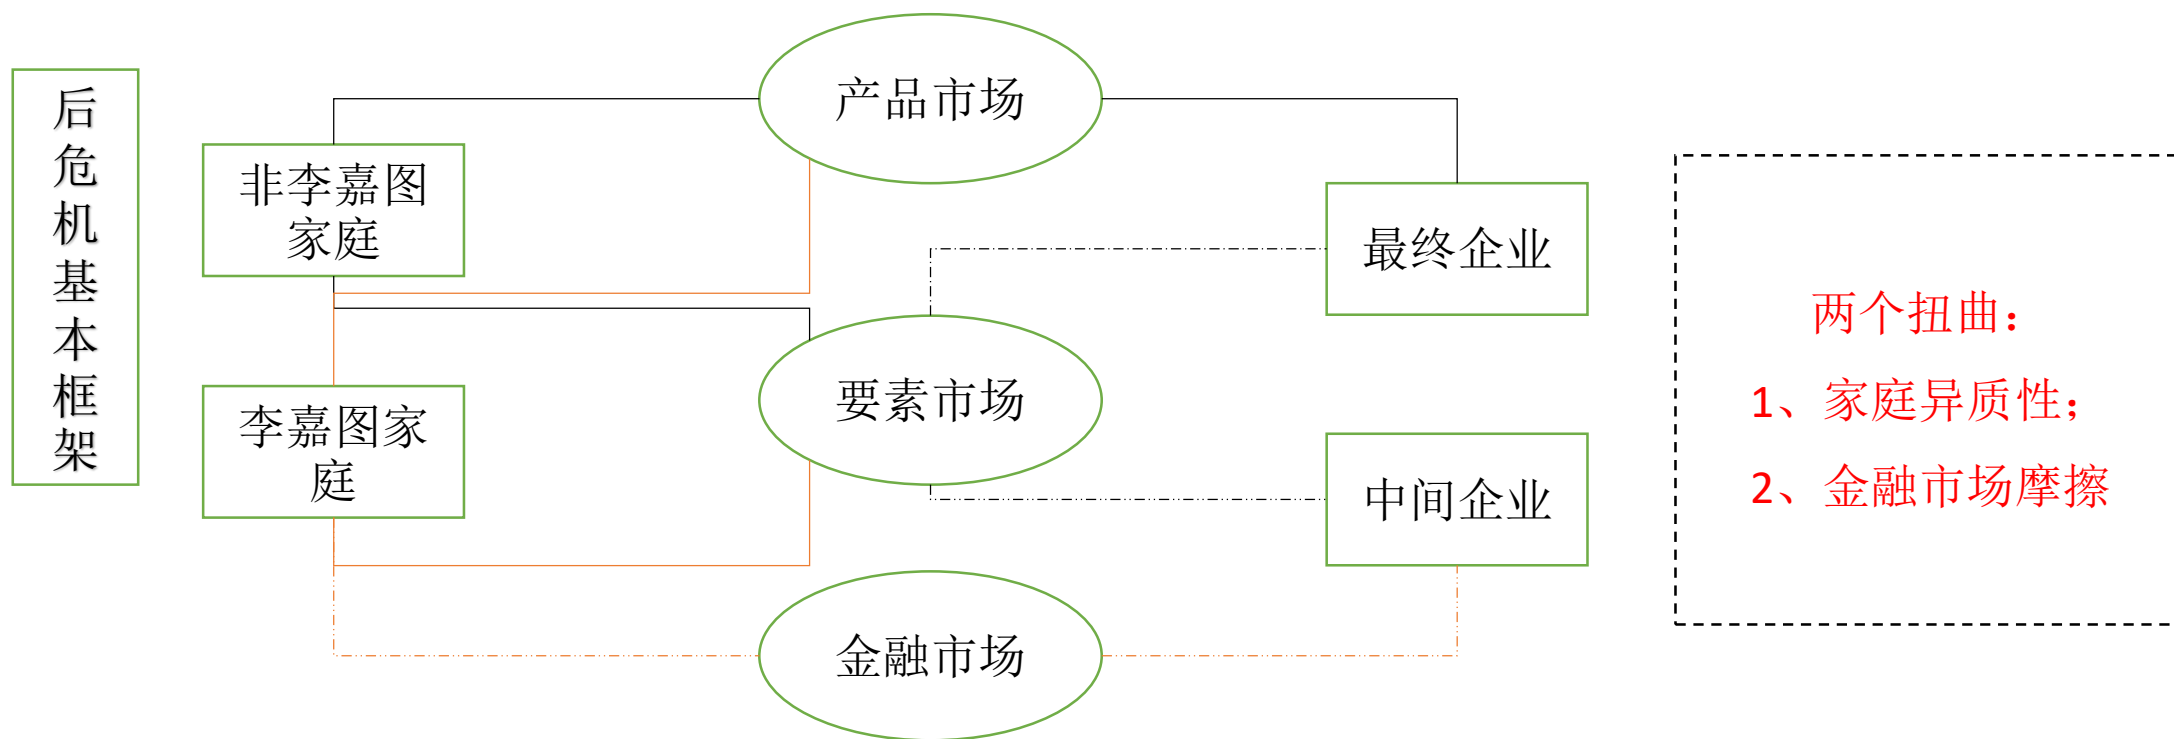 后危机基本框架
产品市场
非李嘉图
家庭
最终企业
要素市场
李嘉图家
庭
中间企业
金融市场
两个扭曲：
1、家庭异质性；
2、金融市场摩擦